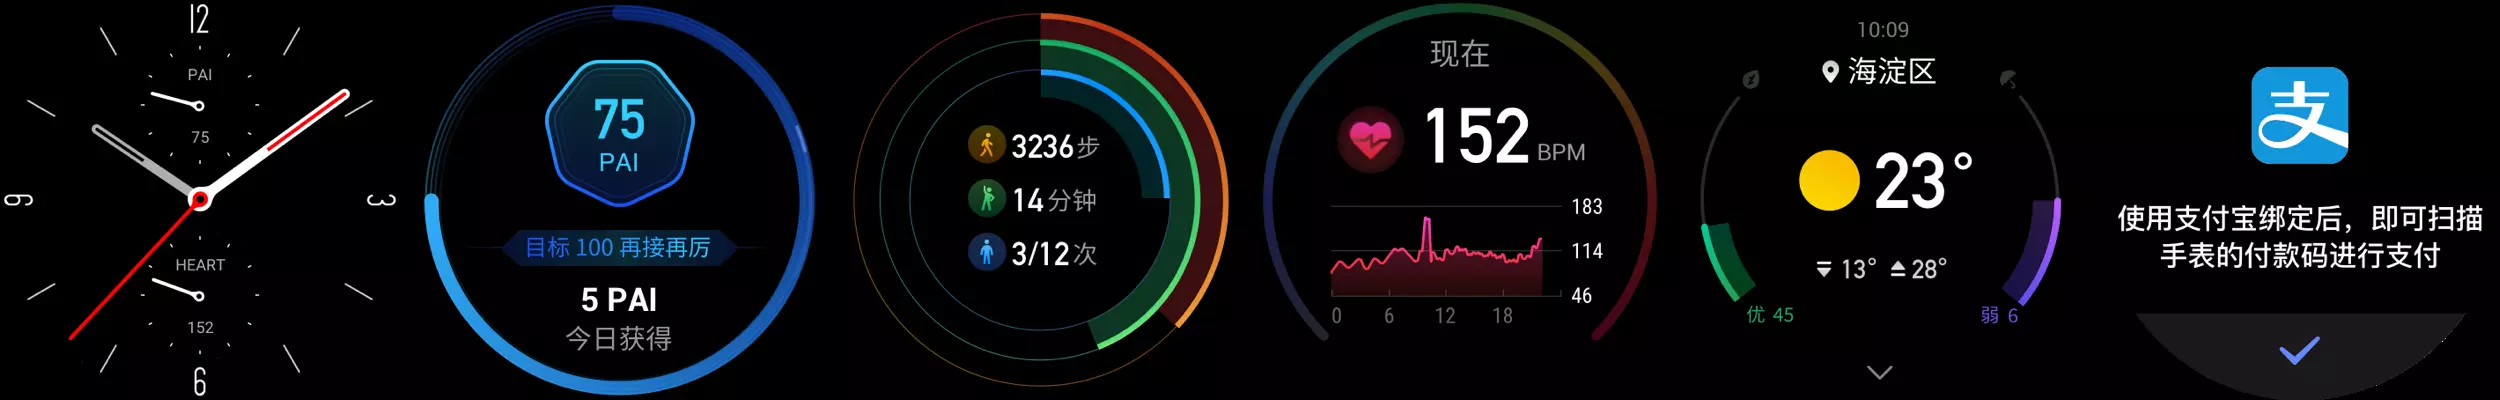 12
PAI
75
9
3
HEART
152
6
75
PAI
目标 100 再接再厉
5 PAI
今日获得
3236步
14分钟
3/12次
现在
152 BPM
183
114
46
0 6 12 18
10:09
海淀区
23°
13° 28°
优 45
弱 6
支
使用支付宝绑定后，即可扫描
手表的付款码进行支付